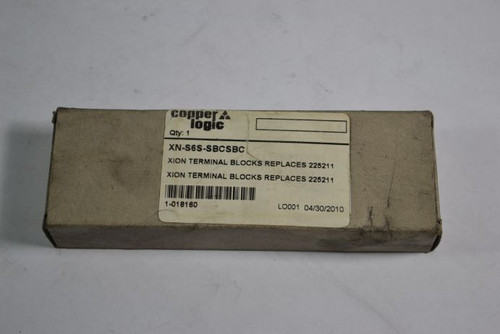 copper
logic
Qty: 1
XN-S6S-SBCSBC
XION TERMINAL BLOCKS REPLACES 225211
XION TERMINAL BLOCKS REPLACES 225211
1-018160 LO001 04/30/2010